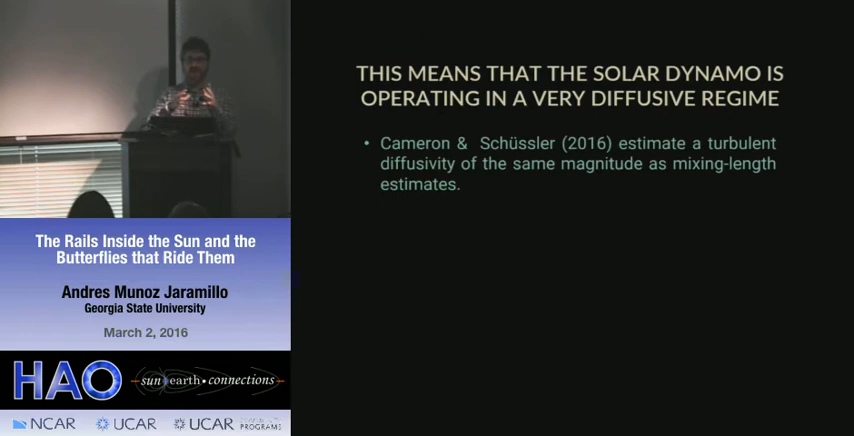 The Rails Inside the Sun and the
Butterflies that Ride Them
Andres Munoz Jaramillo
Georgia State University
March 2, 2016
HAO
sun earth • connections
NCAR
UCAR
UCAR
PROGRAMS
THIS MEANS THAT THE SOLAR DYNAMO IS
OPERATING IN A VERY DIFFUSIVE REGIME
• Cameron & Schüssler (2016) estimate a turbulent
diffusivity of the same magnitude as mixing-length
estimates.